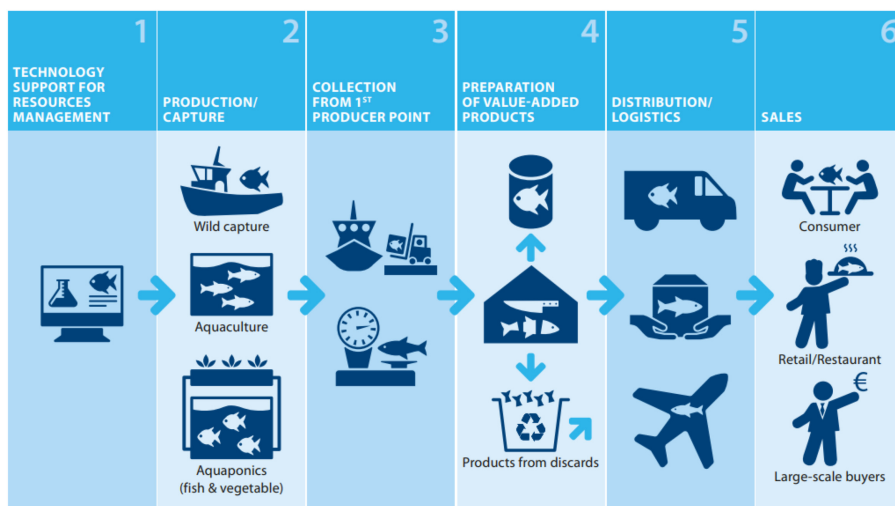 1
TECHNOLOGY
SUPPORT FOR
RESOURCES
MANAGEMENT
2
PRODUCTION/
CAPTURE
Wild capture
Aquaculture
Aquaponics
(fish & vegetable)
3
COLLECTION
FROM 1ST
PRODUCER POINT
4
PREPARATION
OF VALUE-ADDED
PRODUCTS
Products from discards
5
DISTRIBUTION/
LOGISTICS
6
SALES
Consumer
Retail/Restaurant
€
Large-scale buyers